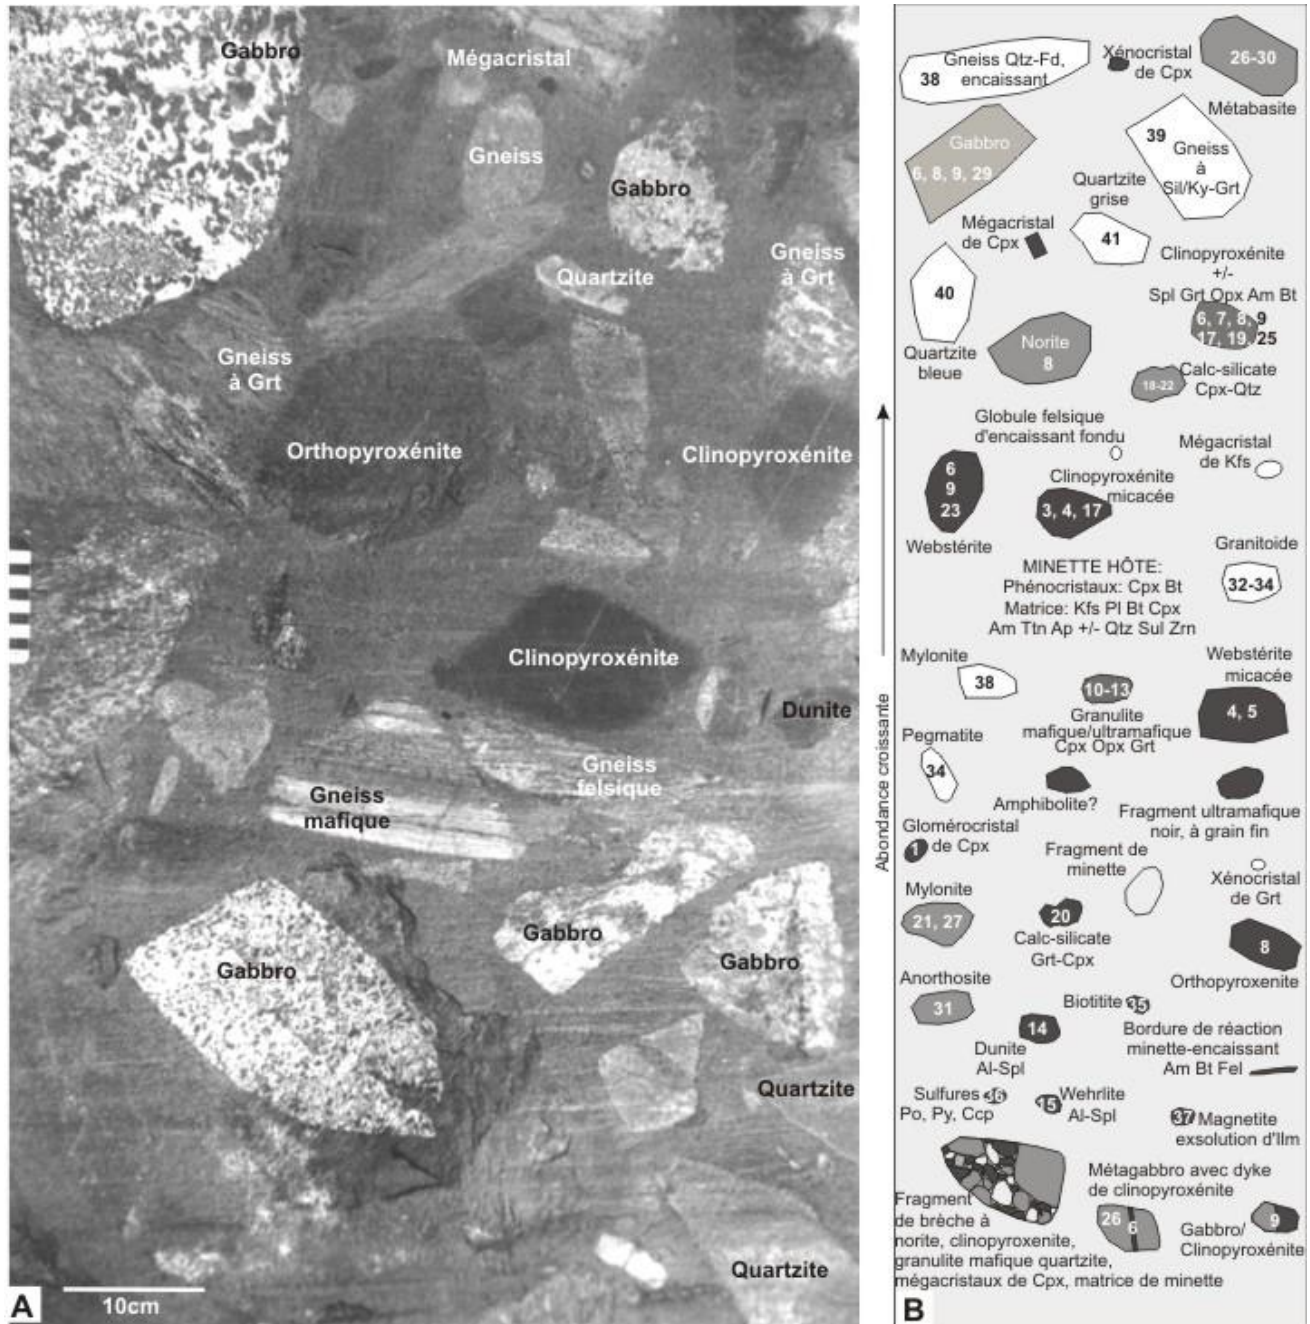 Gabbro
Mégacristal
Gneiss
Gabbro
Gneiss
à Grt
Quartzite
Gneiss
à Grt
Orthopyroxénite
Clinopyroxénite
Clinopyroxénite
Dunite
Gneiss
felsique
Gneiss
mafique
Gabbro
Gabbro
Gabbro
Quartzite
Quartzite
A
10cm
Gneiss Qtz-Fd,
38 encaissant
Xénocristal
de Cpx
26-30
Métabasite
Gabbro
6, 8, 9, 29
39 Gneiss
à
Sil/Ky-Grt
Quartzite
grise
41
Mégacristal
de Cpx
Clinopyroxénite
+/-
Spl Grt Opx Am Bt
6, 7, 8, 9
17, 19, 25
40
Quartzite
bleue
Norite
8
18-22
Calc-silicate
Cpx-Qtz
Globule felsique
d'encaissant fondu
Mégacristal
de Kfs
6
9
23
Webstérite
Clinopyroxénite
micacée
3, 4, 17
Granitoide
32-34
MINETTE HÔTE:
Phénocristaux: Cpx Bt
Matrice: Kfs Pl Bt Cpx
Am Ttn Ap +/- Qtz Sul Zrn
Abondance croissante
Mylonite
38
10-13
Granulite
mafique/ultramafique
Cpx Opx Grt
Webstérite
micacée
4, 5
Pegmatite
34
Amphibolite?
Fragment ultramafique
noir, à grain fin
Glomérocristal
de Cpx
1
Fragment de
minette
Xénocristal
de Grt
Mylonite
21, 27
20
Calc-silicate
Grt-Cpx
8
Orthopyroxenite
Anorthosite
31
Biotitite
35
14
Dunite
Al-Spl
Bordure de réaction
minette-encaissant
Am Bt Fel
Sulfures
36
Po, Py, Ccp
15
Wehrlite
Al-Spl
37
Magnetite
exsolution d'Ilm
Fragment
de brèche à
norite, clinopyroxenite,
granulite mafique quartzite,
mégacristaux de Cpx, matrice de minette
Métagabbro avec dyke
de clinopyroxénite
26
6
9
Gabbro/
Clinopyroxénite
B